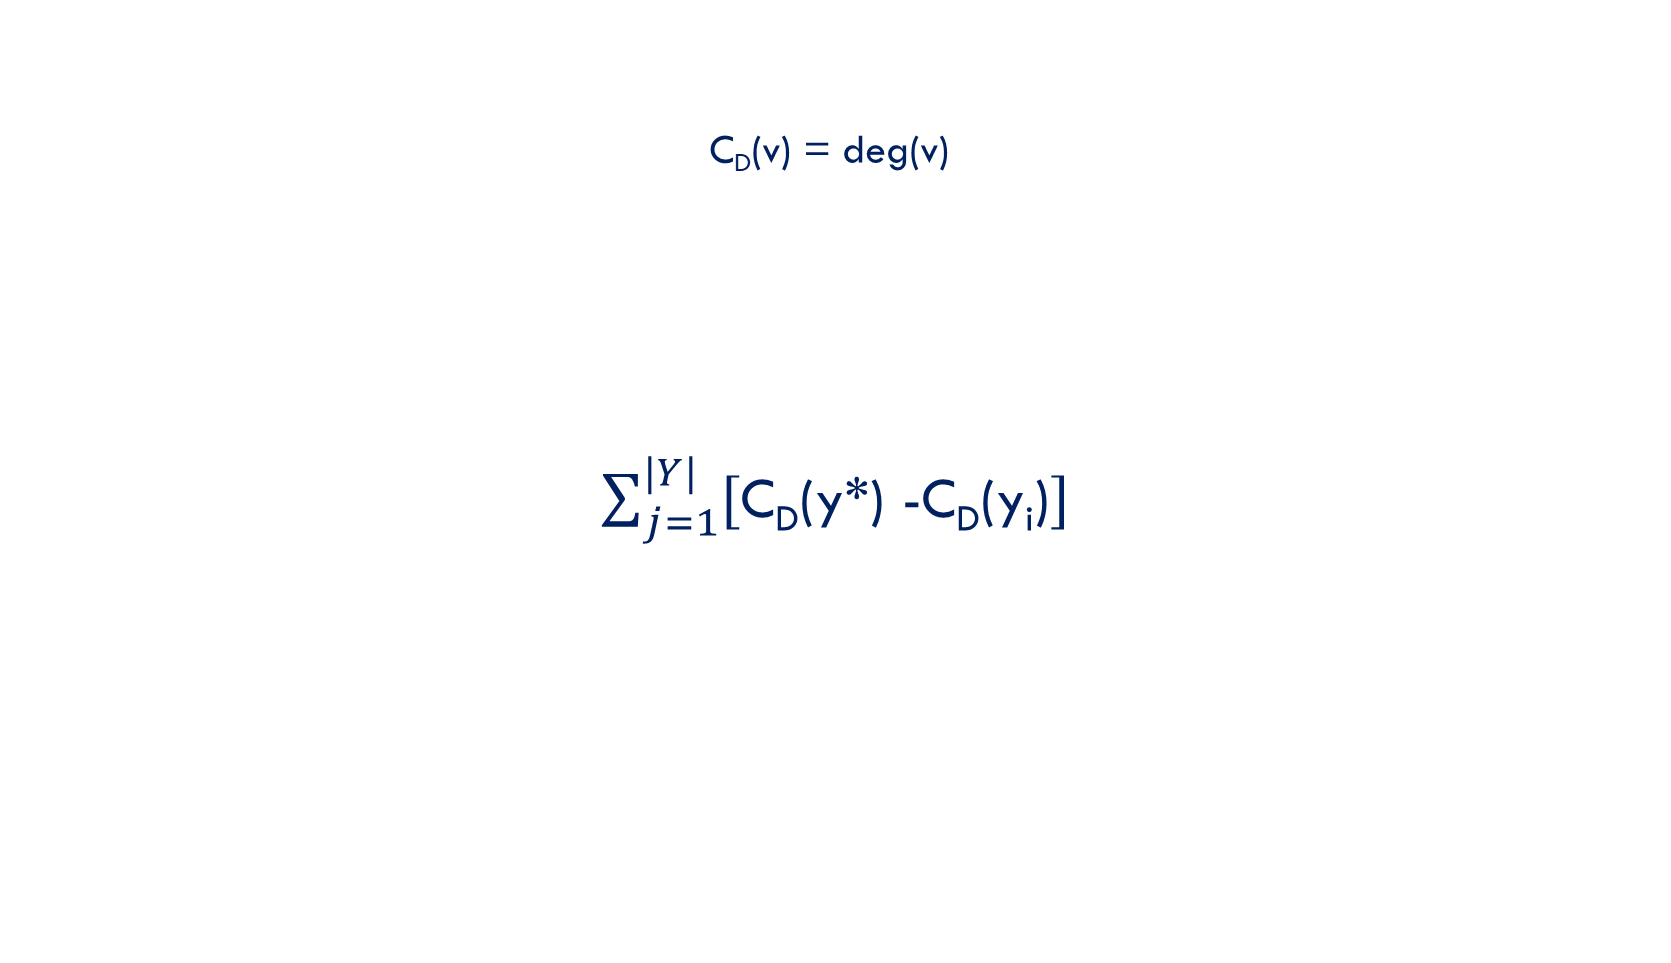 C_D(v) = deg(v)
∑_{j=1}^{|Y|}[C_D(y*) -C_D(y_i)]